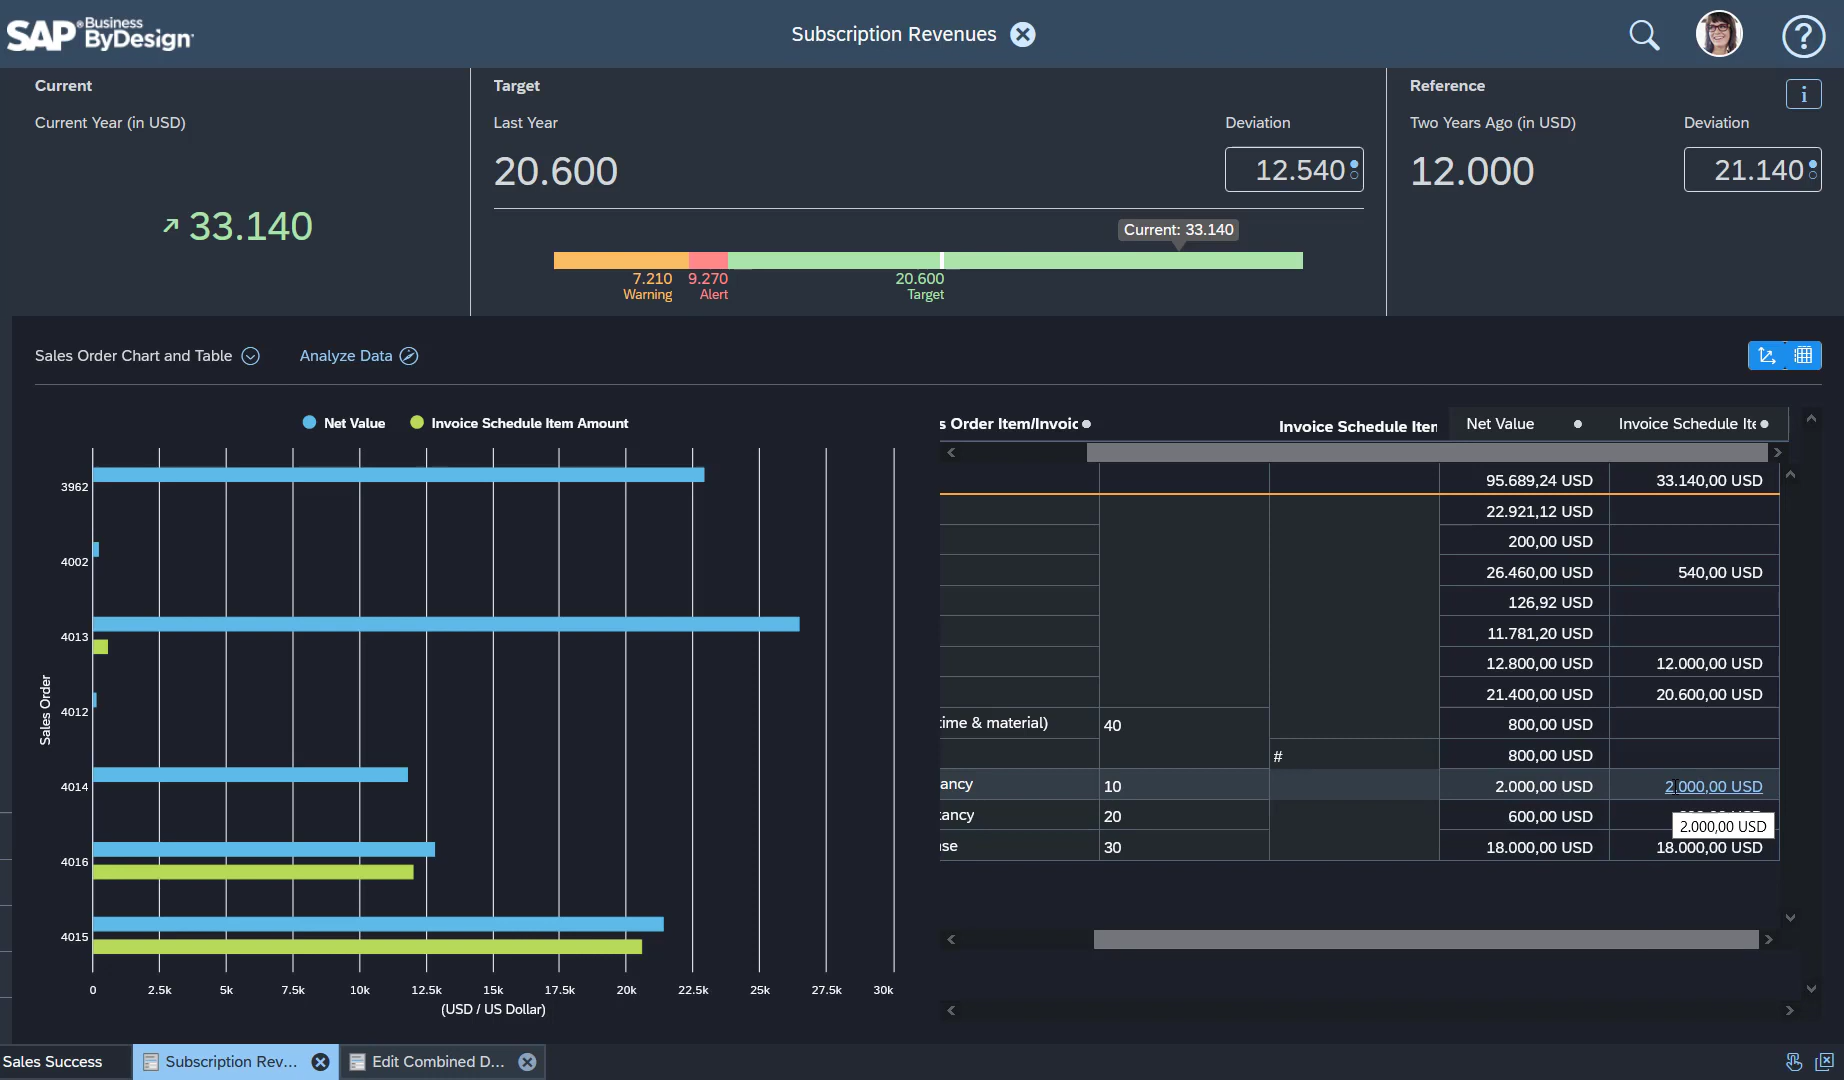 SAP Business ByDesign
Subscription Revenues
?
Current
Current Year (in USD)
33.140
Target
Last Year
20.600
Deviation
12.540
Current: 33.140
7.210
Warning
9.270
Alert
20.600
Target
Reference
i
Two Years Ago (in USD)
12.000
Deviation
21.140
Sales Order Chart and Table
Analyze Data
Net Value
Invoice Schedule Item Amount
3962
4002
4013
4012
4014
4016
4015
Sales Order
0 2.5k 5k 7.5k 10k 12.5k 15k 17.5k 20k 22.5k 25k 27.5k 30k
(USD / US Dollar)
s Order Item/Invoic Invoice Schedule Iter Net Value Invoice Schedule Ite
95.689,24 USD 33.140,00 USD
22.921,12 USD
200,00 USD
26.460,00 USD 540,00 USD
126,92 USD
11.781,20 USD
12.800,00 USD 12.000,00 USD
21.400,00 USD 20.600,00 USD
time & material) 40 800,00 USD
# 800,00 USD
ancy 10 2.000,00 USD 2.000,00 USD
tancy 20 600,00 USD
2.000,00 USD
nse 30 18.000,00 USD 18.000,00 USD
Sales Success
Subscription Rev...
Edit Combined D...